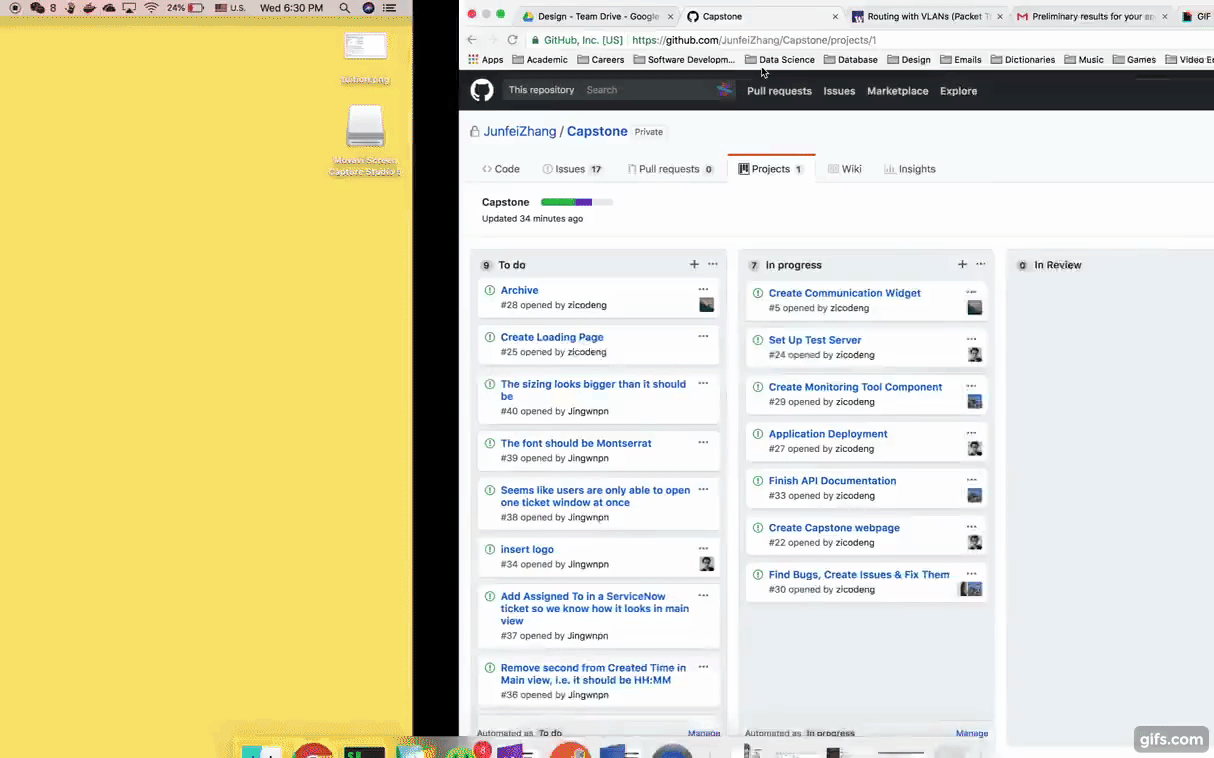 8
24%
U.S.
Wed 6:30 PM
Movavi Screen
Capture Studio
Design - Team Drive - Google
Capstone
Routing with VLANs (Packet
Preliminary results for your
GIF
GitHub, Inc. [US] https://github.com/JunfeiZhang/Capstone/projects/1
Apps Academic Careers Software Developm... Data Science Database Design Emails Dictionaries Music Games Video
This repository Search Pull requests Issues Marketplace Explore
JunfeiZhang / Capstone Private
Code Issues 17 Pull requests 0 Projects 1 Wiki Insights
Capstone
Updated 34 minutes ago
9 To do
Archive
#28 opened by zicodeng
Create Loading Page
#25 opened by zicodeng
The sizing looks bigger than it should
be
#40 opened by Jingwnpn
The font should be Montserrat
#39 opened by Jingwnpn
Seems like users are only able to open
one ticket window at once
#38 opened by Jingwnpn
insert logo
#34 opened by Jingwnpn
Add Assigned To in a ServiceNow
ticket so we know how it looks in main
view
#37 opened by Jingwnpn
Remove second from Created Time in
Main view, i.e. it should be HH:MM
#36 opened by Jingwnpn
Automated as To do Manage
7 In progress
Create Communication Widget
#5 opened by zicodeng
Set Up Test Server
#24 opened by zicodeng
Create Monitoring Tool Component
#29 opened by zicodeng
Application Deployment
#27 opened by zicodeng
Finish API Documentation
#33 opened by zicodeng
Create Capstone webpage
#22 opened by zicodeng
Find Bugs, Create Issues & Fix Them
#30 opened by zicodeng
Automated as In progress Manage
0 In Review
gifs.com